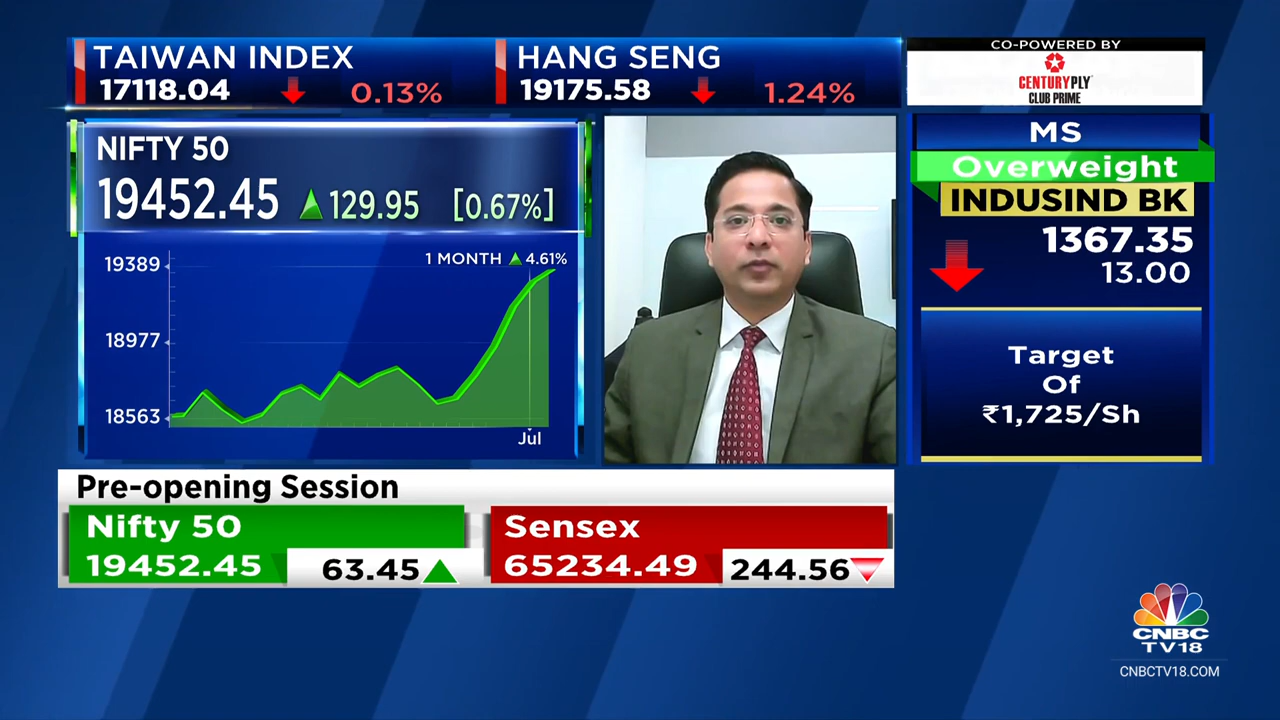 TAIWAN INDEX
17118.04 0.13%
HANG SENG
19175.58 1.24%
CO-POWERED BY
CENTURYPLY
CLUB PRIME
NIFTY 50
19452.45 129.95 [0.67%]
1 MONTH 4.61%
19389
18977
18563
Jul
MS
Overweight
INDUSIND BK
1367.35
13.00
Target
Of
₹1,725/Sh
Pre-opening Session
Nifty 50
19452.45 63.45
Sensex
65234.49 244.56
CNBC
TV18
CNBCTV18.COM